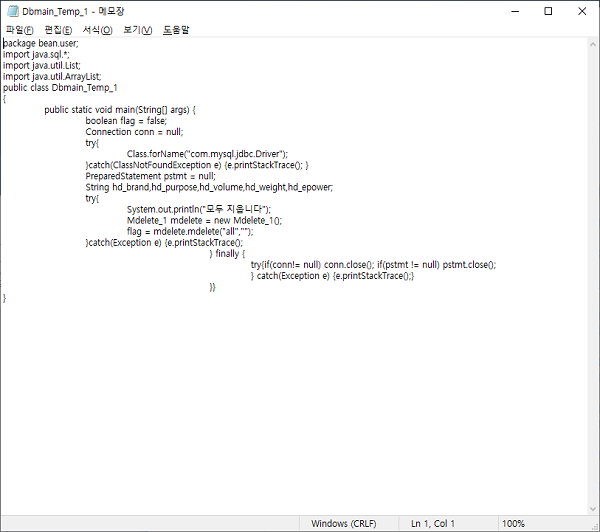 Dbmain_Temp_1 - 메모장
파일(F) 편집(E) 서식(O) 보기(V) 도움말
package bean.user;
import java.sql.*;
import java.util.List;
import java.util.ArrayList;
public class Dbmain_Temp_1
{
public static void main(String[] args) {
boolean flag = false;
Connection conn = null;
try{
Class.forName("com.mysql.jdbc.Driver");
}catch(ClassNotFoundException e) {e.printStackTrace(); }
PreparedStatement pstmt = null;
String hd_brand,hd_purpose,hd_volume,hd_weight,hd_epower;
try{
System.out.println("모두 지웁니다");
Mdelete_1 mdelete = new Mdelete_1();
flag = mdelete.mdelete("all","");
}catch(Exception e) {e.printStackTrace();
} finally {
try{if(conn!= null) conn.close(); if(pstmt != null) pstmt.close();
} catch(Exception e) {e.printStackTrace();}
}}
}
Windows (CRLF) Ln 1, Col 1 100%